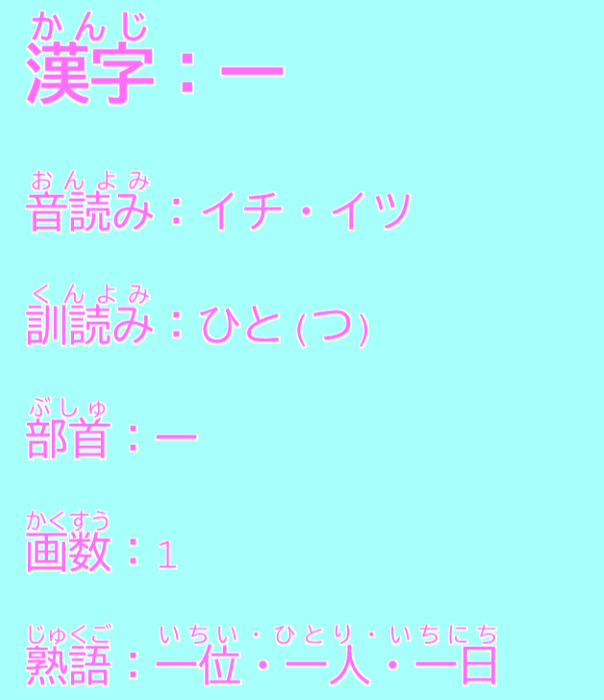 かんじ
漢字：一
おんよみ
音読み：イチ・イツ
くんよみ
訓読み：ひと(つ)
ぶしゅ
部首：一
かくすう
画数：1
じゅくご　いちい・ひとり・いちにち
熟語：一位・一人・一日